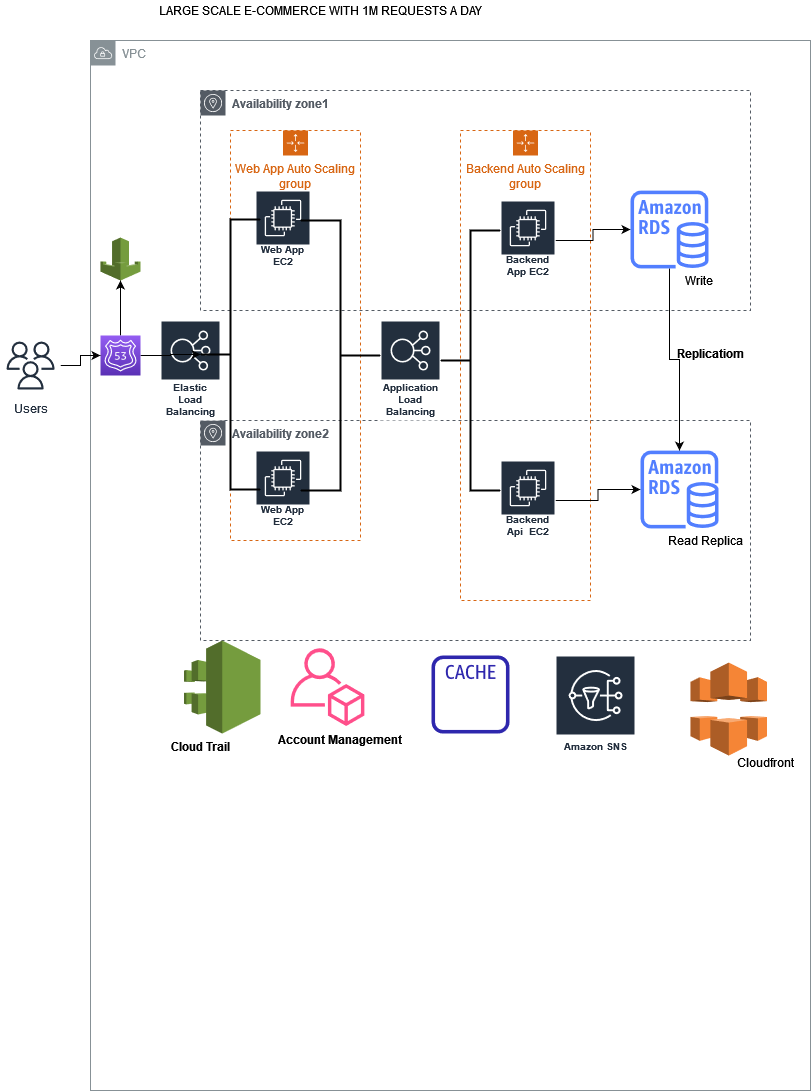 LARGE SCALE E-COMMERCE WITH 1M REQUESTS A DAY
VPC
Availability zone1
Web App Auto Scaling
group
Backend Auto Scaling
group
Web App
EC2
Backend
App EC2
Amazon
RDS
Write
53
Users
Elastic
Load
Balancing
Application
Load
Balancing
Replicatiom
Availability zone2
Web App
EC2
Backend
Api EC2
Amazon
RDS
Read Replica
Cloud Trail
Account Management
CACHE
Amazon SNS
Cloudfront